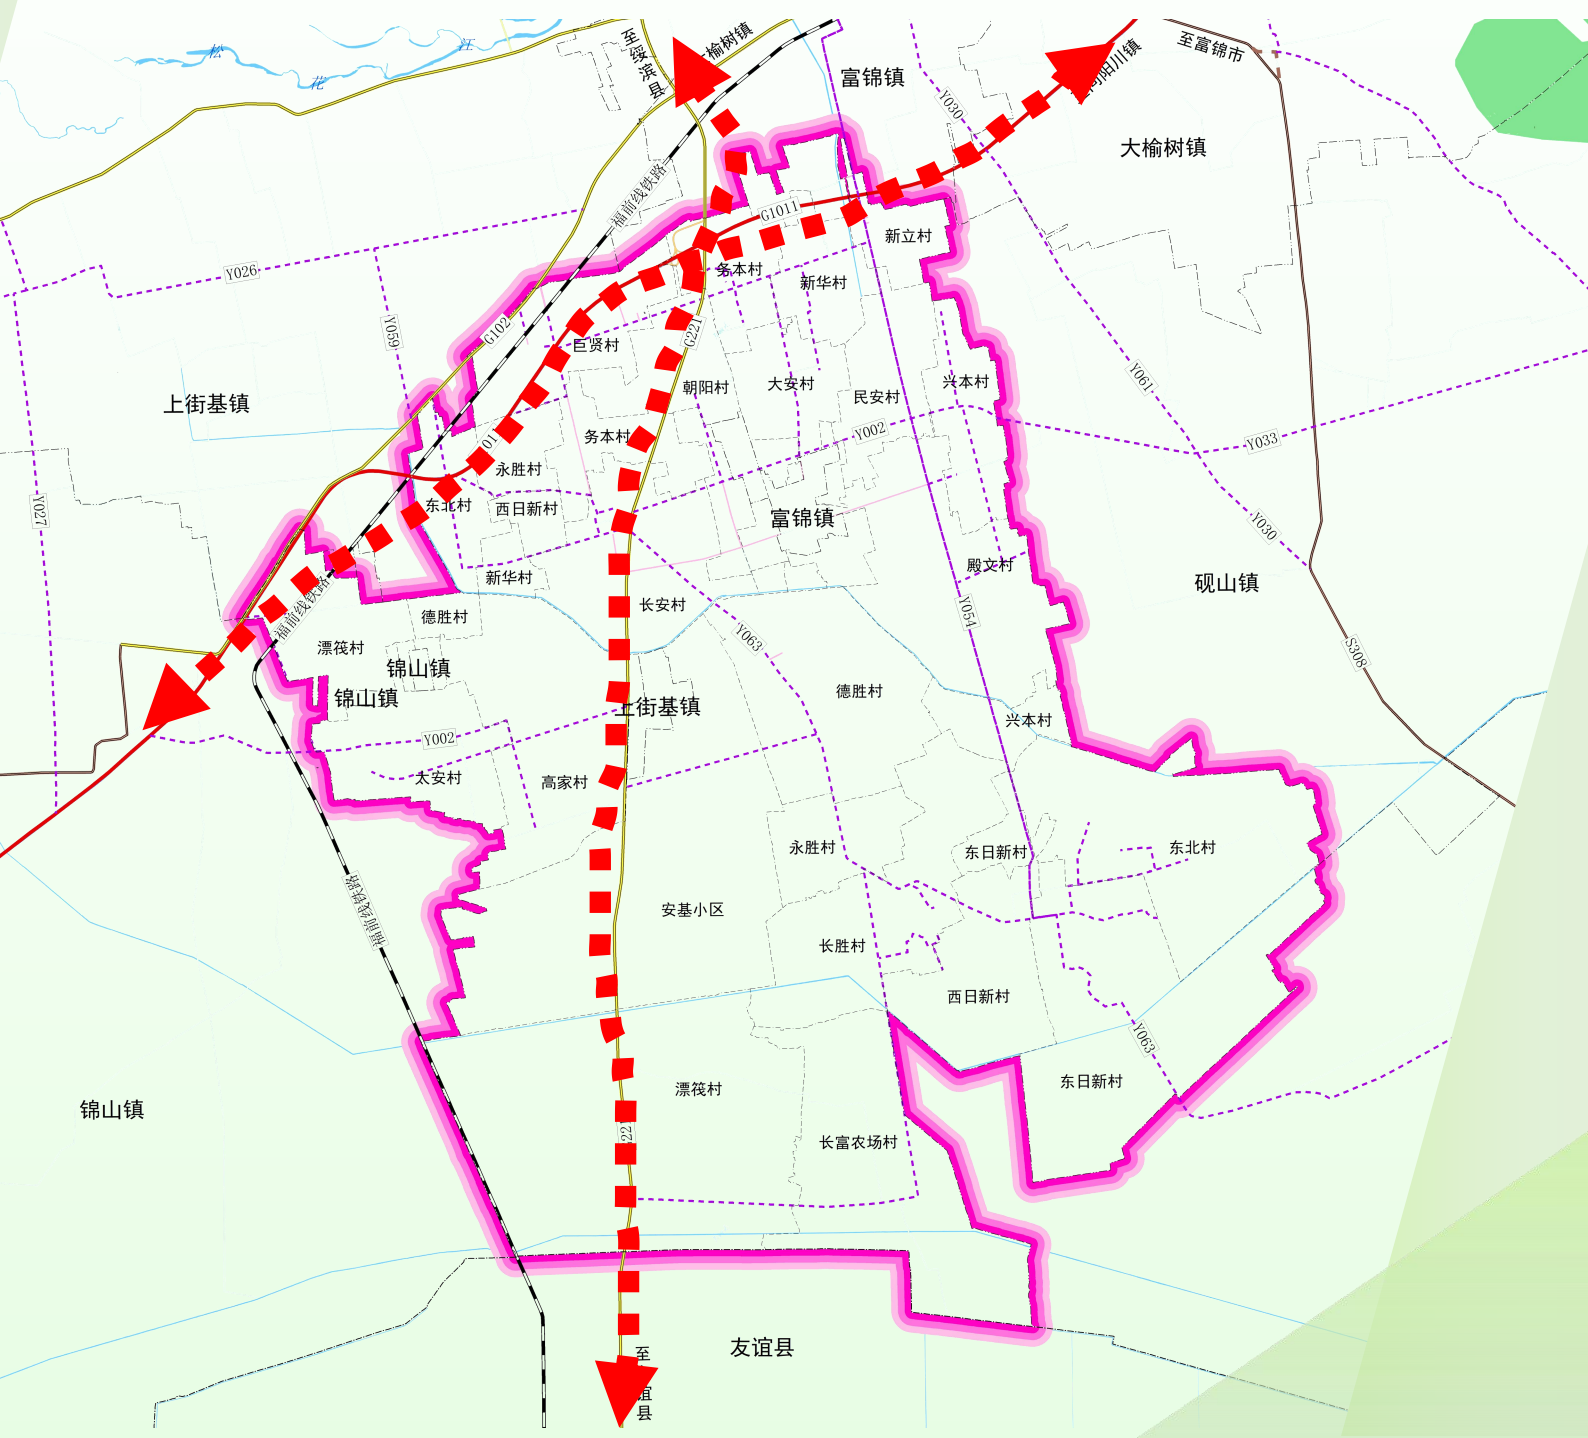 松
花
江
至绥滨县
榆树镇
至富锦市
富锦镇
阳川镇
Y030
大榆树镇
福前线铁路
G1011
新立村
Y026
务本村
新华村
Y059
G102
G221
巨贤村
上街基镇
朝阳村
大安村
兴本村
Y061
民安村
务本村
Y002
Y033
永胜村
东北村
西日新村
富锦镇
Y027
Y030
殿文村
新华村
砚山镇
福前线铁路
德胜村
长安村
Y054
Y063
漂筏村
锦山镇
S308
锦山镇
上街基镇
德胜村
兴本村
Y002
太安村
高家村
永胜村
东日新村
东北村
福前线铁路
安基小区
长胜村
西日新村
Y063
漂筏村
东日新村
锦山镇
长富农场村
友谊县
至
谊县